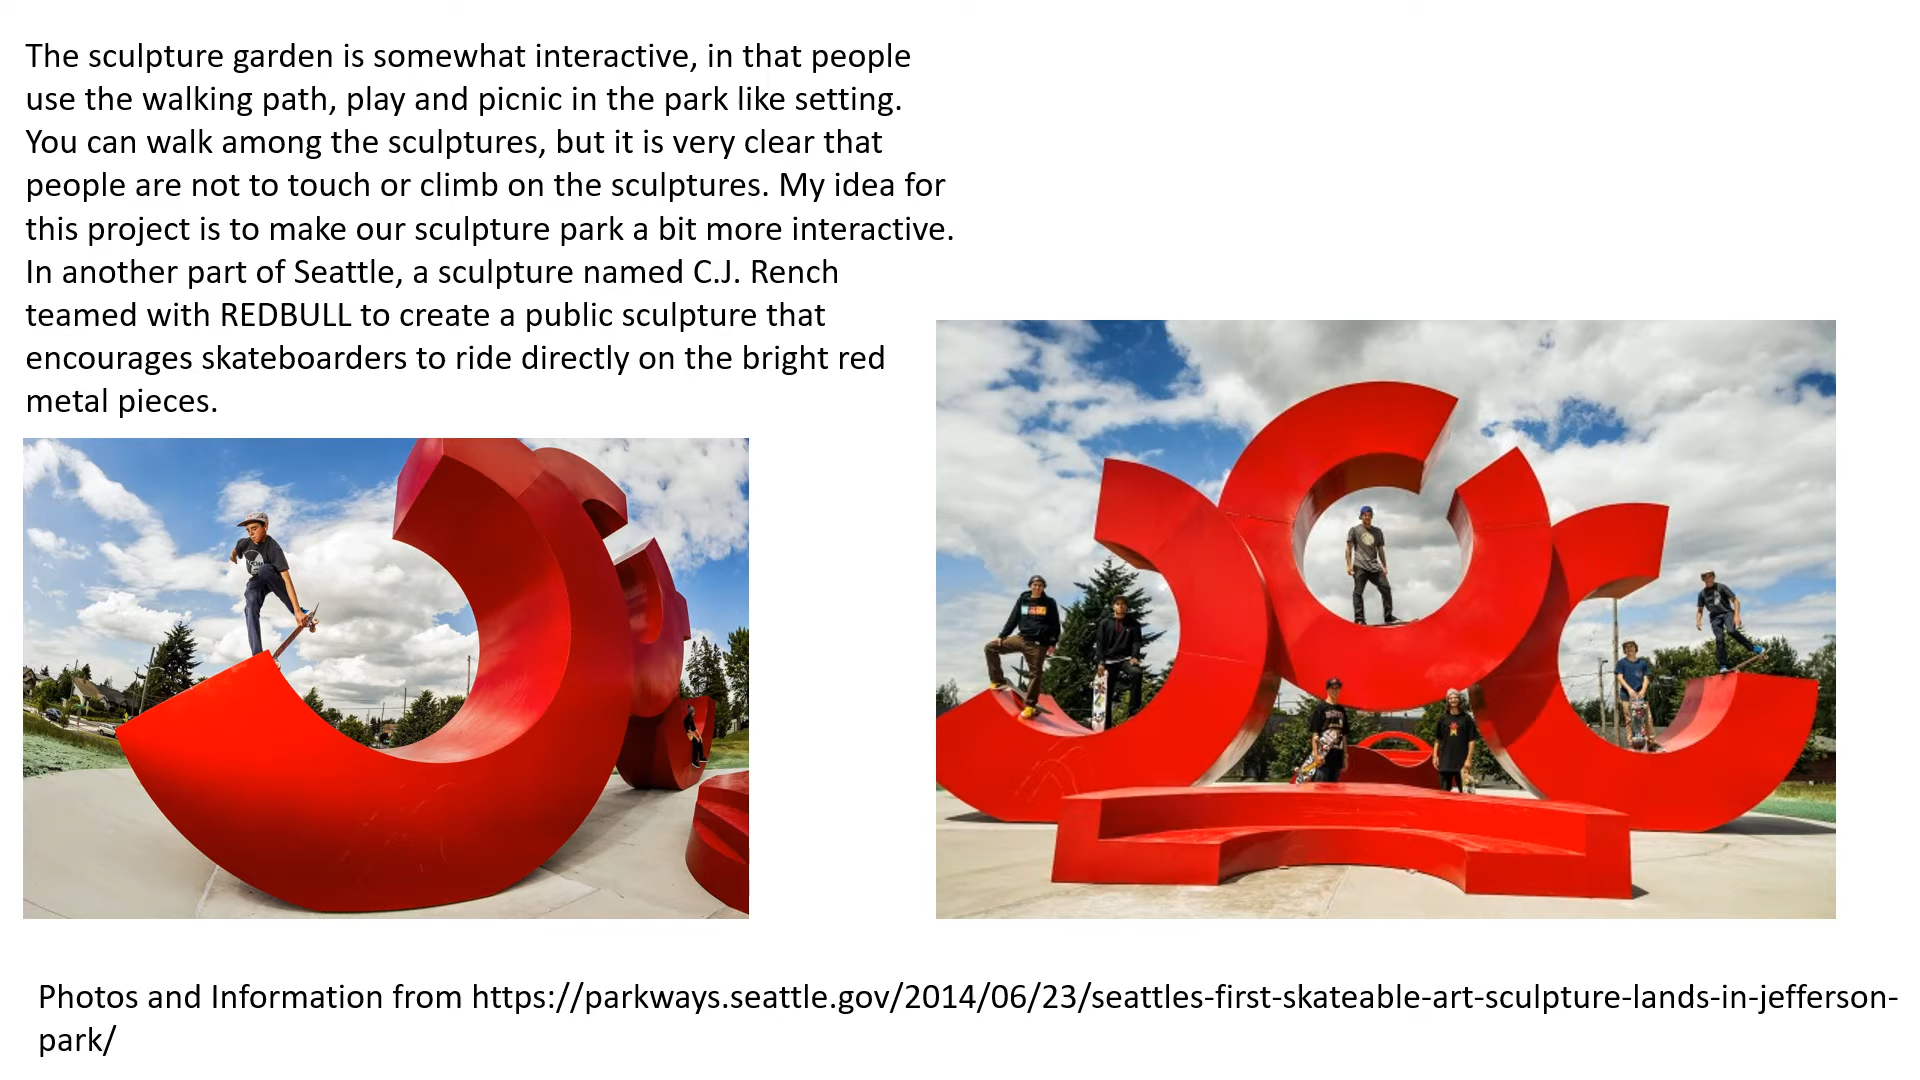 The sculpture garden is somewhat interactive, in that people
use the walking path, play and picnic in the park like setting.
You can walk among the sculptures, but it is very clear that
people are not to touch or climb on the sculptures. My idea for
this project is to make our sculpture park a bit more interactive.
In another part of Seattle, a sculpture named C.J. Rench
teamed with REDBULL to create a public sculpture that
encourages skateboarders to ride directly on the bright red
metal pieces.
Photos and Information from https://parkways.seattle.gov/2014/06/23/seattles-first-skateable-art-sculpture-lands-in-jefferson-
park/